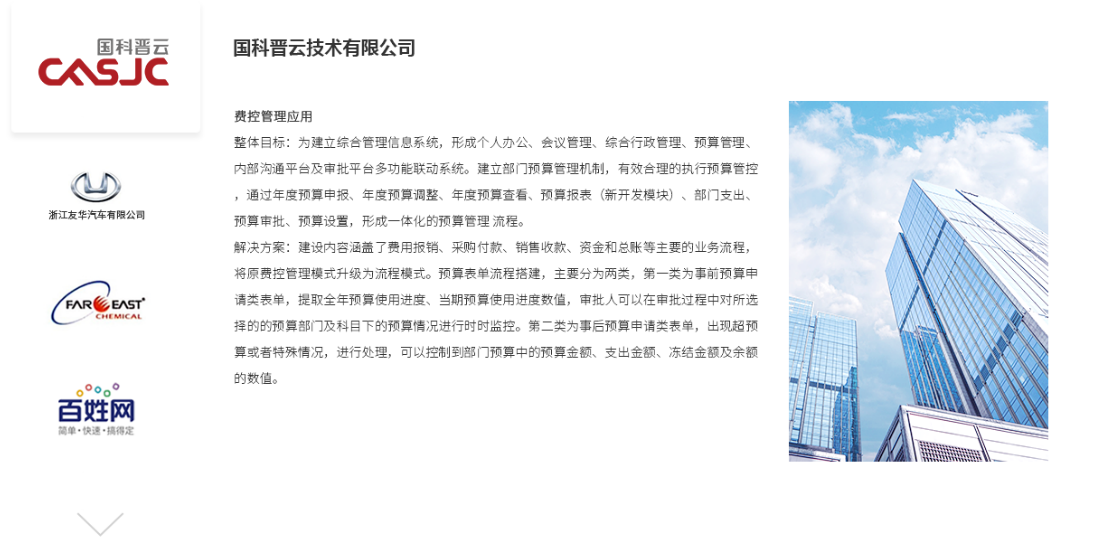 国科晋云
CASJC
浙江友华汽车有限公司
FAR EAST
CHEMICAL
百姓网
简单·快速·搞得定
国科晋云技术有限公司
费控管理应用
整体目标：为建立综合管理信息系统，形成个人办公、会议管理、综合行政管理、预算管理、
内部沟通平台及审批平台多功能联动系统。建立部门预算管理机制，有效合理的执行预算管控
，通过年度预算申报、年度预算调整、年度预算查看、预算报表（新开发模块）、部门支出、
预算审批、预算设置，形成一体化的预算管理 流程。
解决方案：建设内容涵盖了费用报销、采购付款、销售收款、资金和总账等主要的业务流程，
将原费控管理模式升级为流程模式。预算表单流程搭建，主要分为两类，第一类为事前预算申
请类表单，提取全年预算使用进度、当期预算使用进度数值，审批人可以在审批过程中对所选
择的的预算部门及科目下的预算情况进行时时监控。第二类为事后预算申请类表单，出现超预
算或者特殊情况，进行处理，可以控制到部门预算中的预算金额、支出金额、冻结金额及余额
的数值。